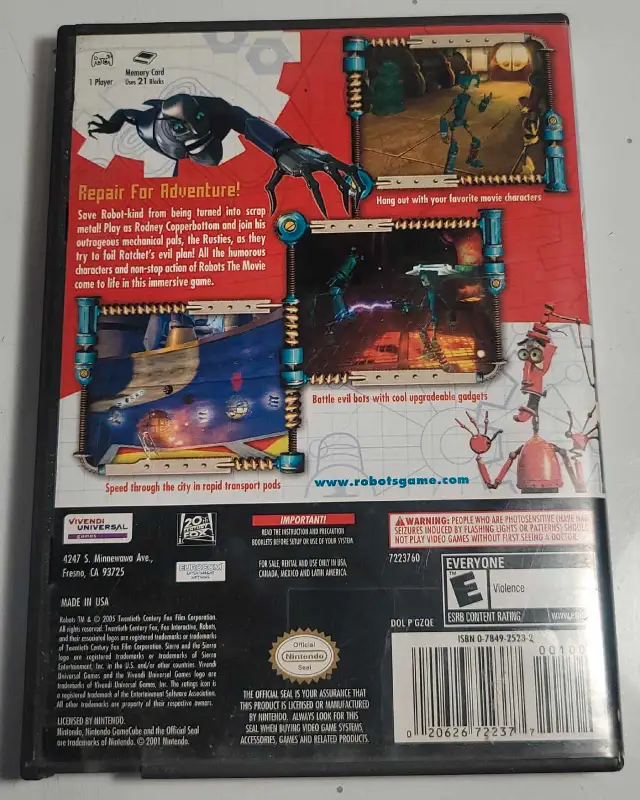 1 Player
Memory Card
Uses 21 Blocks
Repair For Adventure!
Save Robot-kind from being turned into scrap
metal! Play as Rodney Copperbottom and join his
outrageous mechanical pals, the Rusties, as they
try to foil Ratchet's evil plan! All the humorous
characters and non-stop action of Robots The Movie
come to life in this immersive game.
Hang out with your favorite movie characters
Battle evil bots with cool upgradeable gadgets
Speed through the city in rapid transport pods
www.robotsgame.com
VIVENDI
UNIVERSAL
games
20TH
CENTURY
FOX
4247 S. Minnewawa Ave.,
Fresno, CA 93725
EUROCOM
MADE IN USA
Robots TM & © 2005 Twentieth Century Fox Film Corporation.
All rights reserved. Twentieth Century Fox, Fox Interactive, Robots,
and their associated logos are registered trademarks or trademarks
of Twentieth Century Fox Film Corporation. Sierra and the Sierra
logo are registered trademarks or trademarks of Sierra
Entertainment, Inc. in the U.S. and/or other countries. Vivendi
Universal Games and the Vivendi Universal Games logo are
trademarks of Vivendi Universal Games, Inc. The ratings icon is
a registered trademark of the Entertainment Software Association.
All other trademarks are property of their respective owners.
LICENSED BY NINTENDO.
Nintendo, Nintendo GameCube and the Official Seal
are trademarks of Nintendo. © 2001 Nintendo.
IMPORTANT!
READ THE INSTRUCTION AND PRECAUTION
BOOKLETS BEFORE SETUP OR USE OF YOUR SYSTEM.
FOR SALE, RENTAL AND USE ONLY IN USA,
CANADA, MEXICO AND LATIN AMERICA.
Official
Nintendo
Seal
THE OFFICIAL SEAL IS YOUR ASSURANCE THAT
THIS PRODUCT IS LICENSED OR MANUFACTURED
BY NINTENDO. ALWAYS LOOK FOR THIS
SEAL WHEN BUYING VIDEO GAME SYSTEMS,
ACCESSORIES, GAMES AND RELATED PRODUCTS.
WARNING: PEOPLE WHO ARE PHOTOSENSITIVE (HAVE HAD
SEIZURES INDUCED BY FLASHING LIGHTS OR PATTERNS) SHOULD
NOT PLAY VIDEO GAMES WITHOUT FIRST SEEING A DOCTOR.
7223760
EVERYONE
E
TM
Violence
ESRB CONTENT RATING
DOL P GZQE
ISBN 0-7849-2523-2
00100
0 20626 72237 7